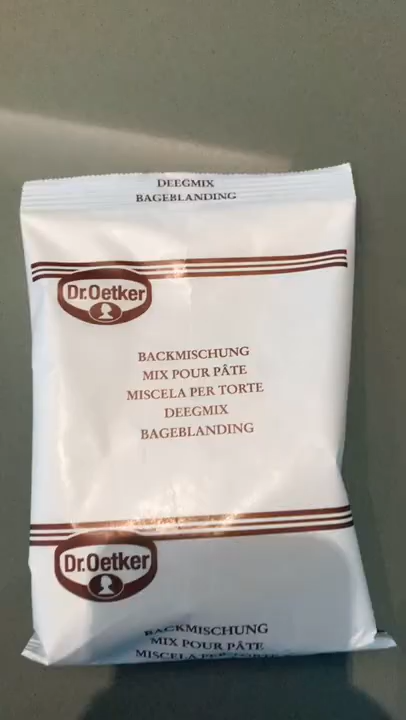 DEEGMIX
BAGEBLANDING
Dr.Oetker
BACKMISCHUNG
MIX POUR PÂTE
MISCELA PER TORTE
DEEGMIX
BAGEBLANDING
Dr.Oetker
BACKMISCHUNG
MIX POUR PÂTE
MISCELA PER TORTE